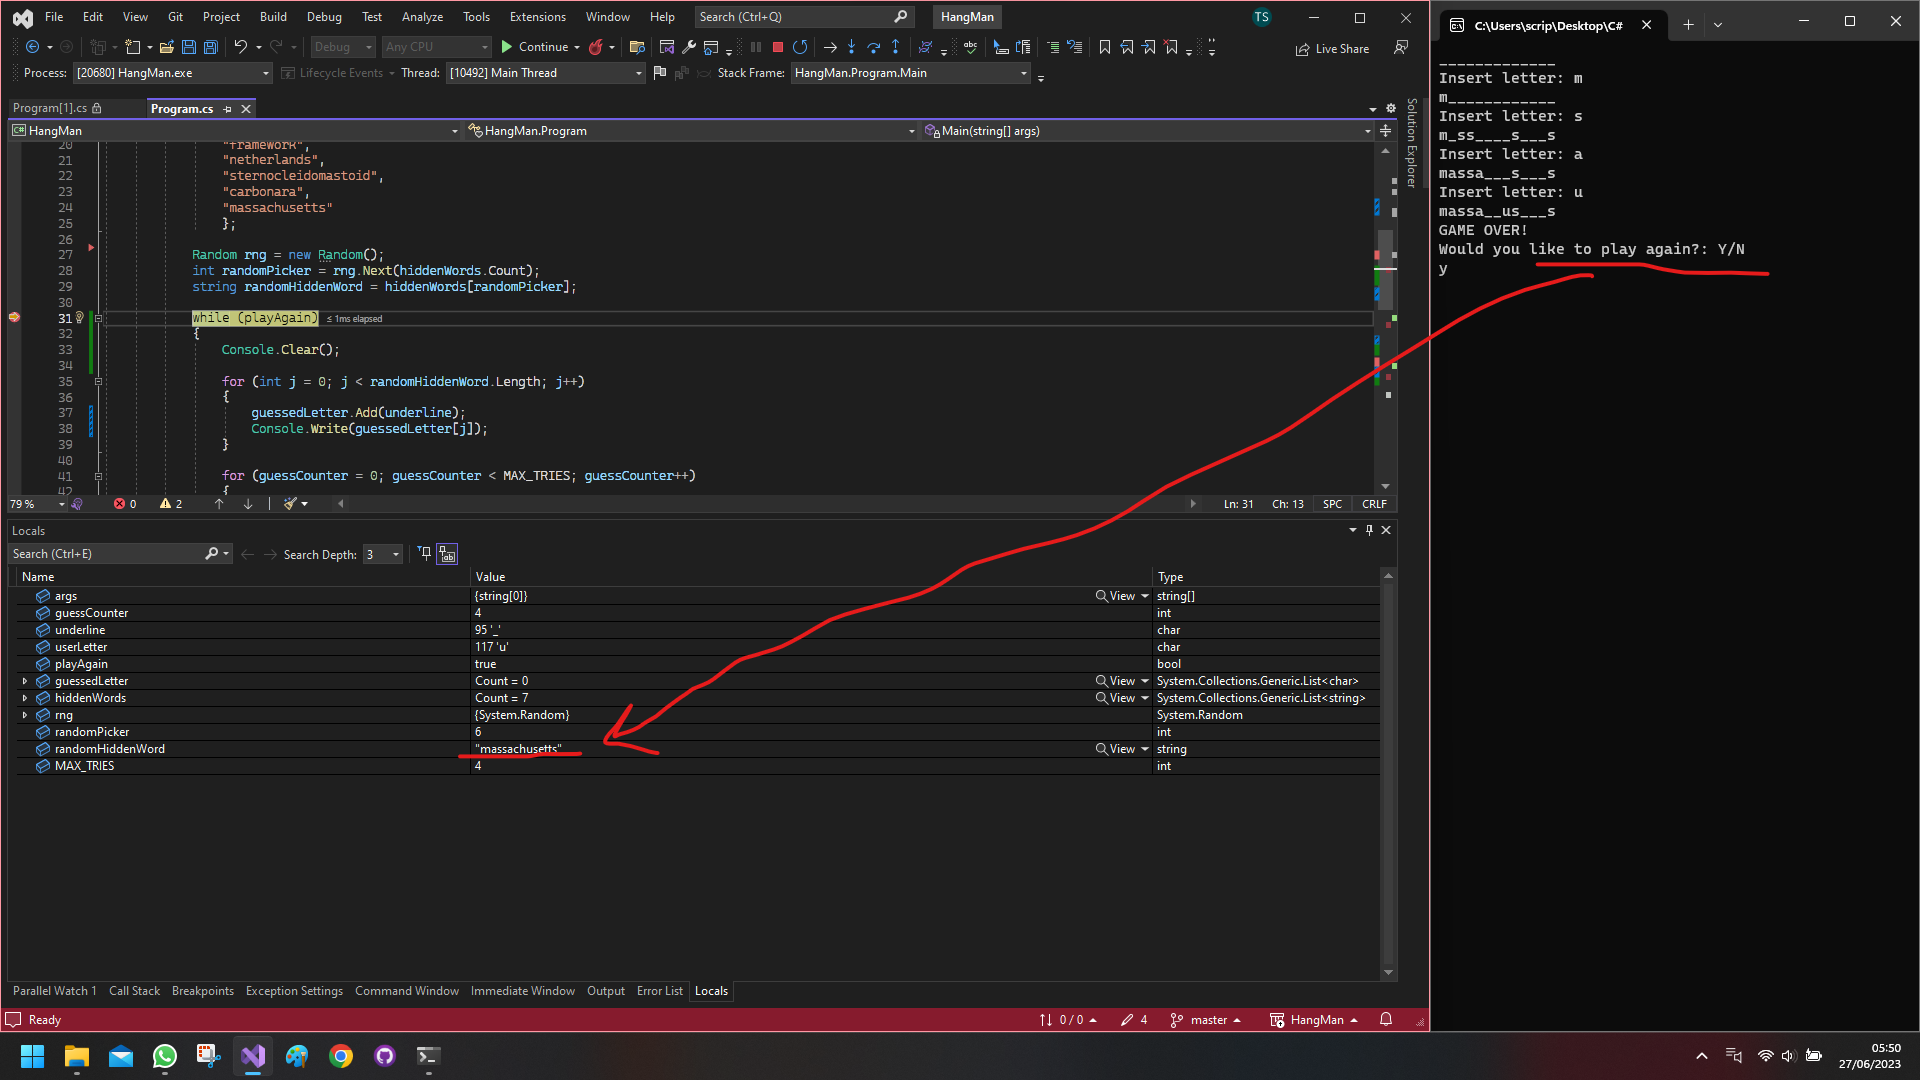 File Edit View Git Project Build Debug Test Analyze Tools Extensions Window Help Search (Ctrl+Q) HangMan TS
Debug Any CPU Continue Live Share
Process: [20680] HangMan.exe Lifecycle Events Thread: [10492] Main Thread Stack Frame: HangMan.Program.Main
Program[1].cs Program.cs
C# HangMan HangMan.Program Main(string[] args)
Solution Explorer
20 "frameworR",
21 "netherlands",
22 "sternocleidomastoid",
23 "carbonara",
24 "massachusetts"
25 };
26
27 Random rng = new Random();
28 int randomPicker = rng.Next(hiddenWords.Count);
29 string randomHiddenWord = hiddenWords[randomPicker];
30
31 while (playAgain) ≤ 1ms elapsed
32 {
33 Console.Clear();
34
35 for (int j = 0; j < randomHiddenWord.Length; j++)
36 {
37 guessedLetter.Add(underline);
38 Console.Write(guessedLetter[j]);
39 }
40
41 for (guessCounter = 0; guessCounter < MAX_TRIES; guessCounter++)
42 {
79 % 0 2 Ln: 31 Ch: 13 SPC CRLF
Locals
Search (Ctrl+E) Search Depth: 3
Name Value Type
args {string[0]} View string[]
guessCounter 4 int
underline 95 '_' char
userLetter 117 'u' char
playAgain true bool
guessedLetter Count = 0 View System.Collections.Generic.List<char>
hiddenWords Count = 7 View System.Collections.Generic.List<string>
rng {System.Random} System.Random
randomPicker 6 int
randomHiddenWord "massachusetts" View string
MAX_TRIES 4 int
Parallel Watch 1 Call Stack Breakpoints Exception Settings Command Window Immediate Window Output Error List Locals
Ready 0 / 0 4 master HangMan
C:\Users\scrip\Desktop\C#
_____________
Insert letter: m
m____________
Insert letter: s
m_ss____s___s
Insert letter: a
massa___s___s
Insert letter: u
massa__us___s
GAME OVER!
Would you like to play again?: Y/N
y
05:50
27/06/2023